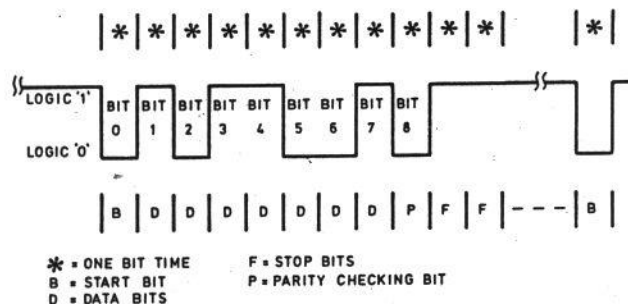 * * * * * * * * * * * *
LOGIC '1' BIT BIT BIT BIT BIT BIT BIT BIT BIT
0 1 2 3 4 5 6 7 8
LOGIC '0'
B D D D D D D D P F F - - - B
* = ONE BIT TIME F = STOP BITS
B = START BIT P = PARITY CHECKING BIT
D = DATA BITS